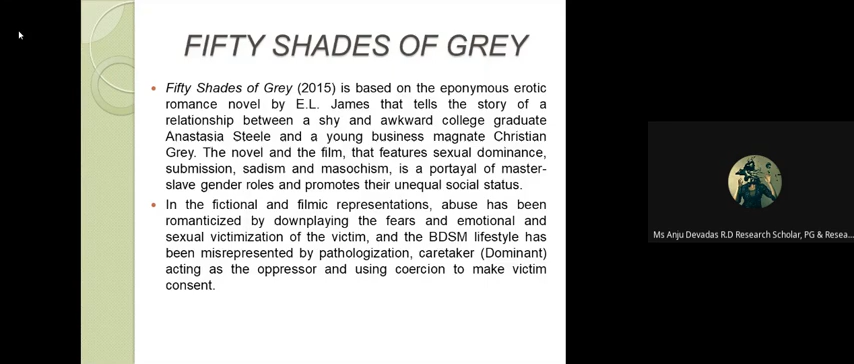 FIFTY SHADES OF GREY
• Fifty Shades of Grey (2015) is based on the eponymous erotic
romance novel by E.L. James that tells the story of a
relationship between a shy and awkward college graduate
Anastasia Steele and a young business magnate Christian
Grey. The novel and the film, that features sexual dominance,
submission, sadism and masochism, is a portayal of master-
slave gender roles and promotes their unequal social status.
• In the fictional and filmic representations, abuse has been
romanticized by downplaying the fears and emotional and
sexual victimization of the victim, and the BDSM lifestyle has
been misrepresented by pathologization, caretaker (Dominant)
acting as the oppressor and using coercion to make victim
consent.
Ms Anju Devadas R.D Research Scholar, PG & Resea...